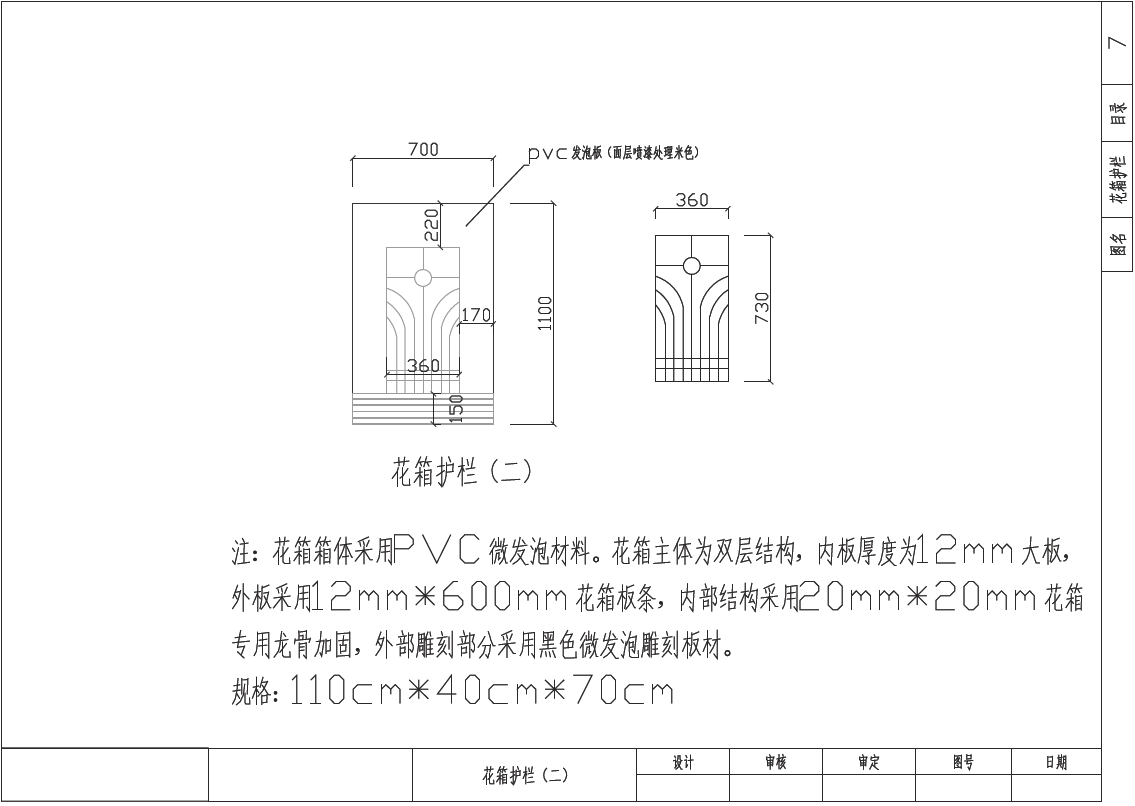 7
目录
花箱护栏
图名
700
pvc发泡板（面层喷漆处理米色）
220
170
1100
360
150
360
730
花箱护栏（二）
注：花箱箱体采用PVC微发泡材料。花箱主体为双层结构，内板厚度为12mm大板，
外板采用12mm*600mm花箱板条，内部结构采用20mm*20mm花箱
专用龙骨加固，外部雕刻部分采用黑色微发泡雕刻板材。
规格：110cm*40cm*70cm
花箱护栏（二）
设计 审核 审定 图号 日期